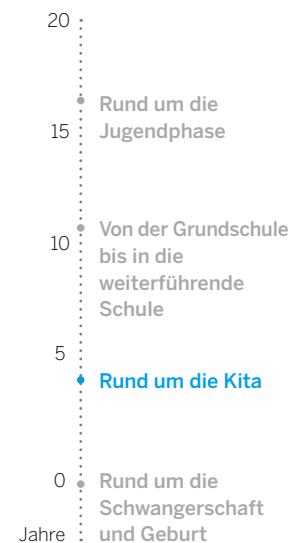 20
Rund um die
15 Jugendphase
Von der Grundschule
10 bis in die
weiterführende
Schule
5
Rund um die Kita
0 Rund um die
Schwangerschaft
Jahre und Geburt